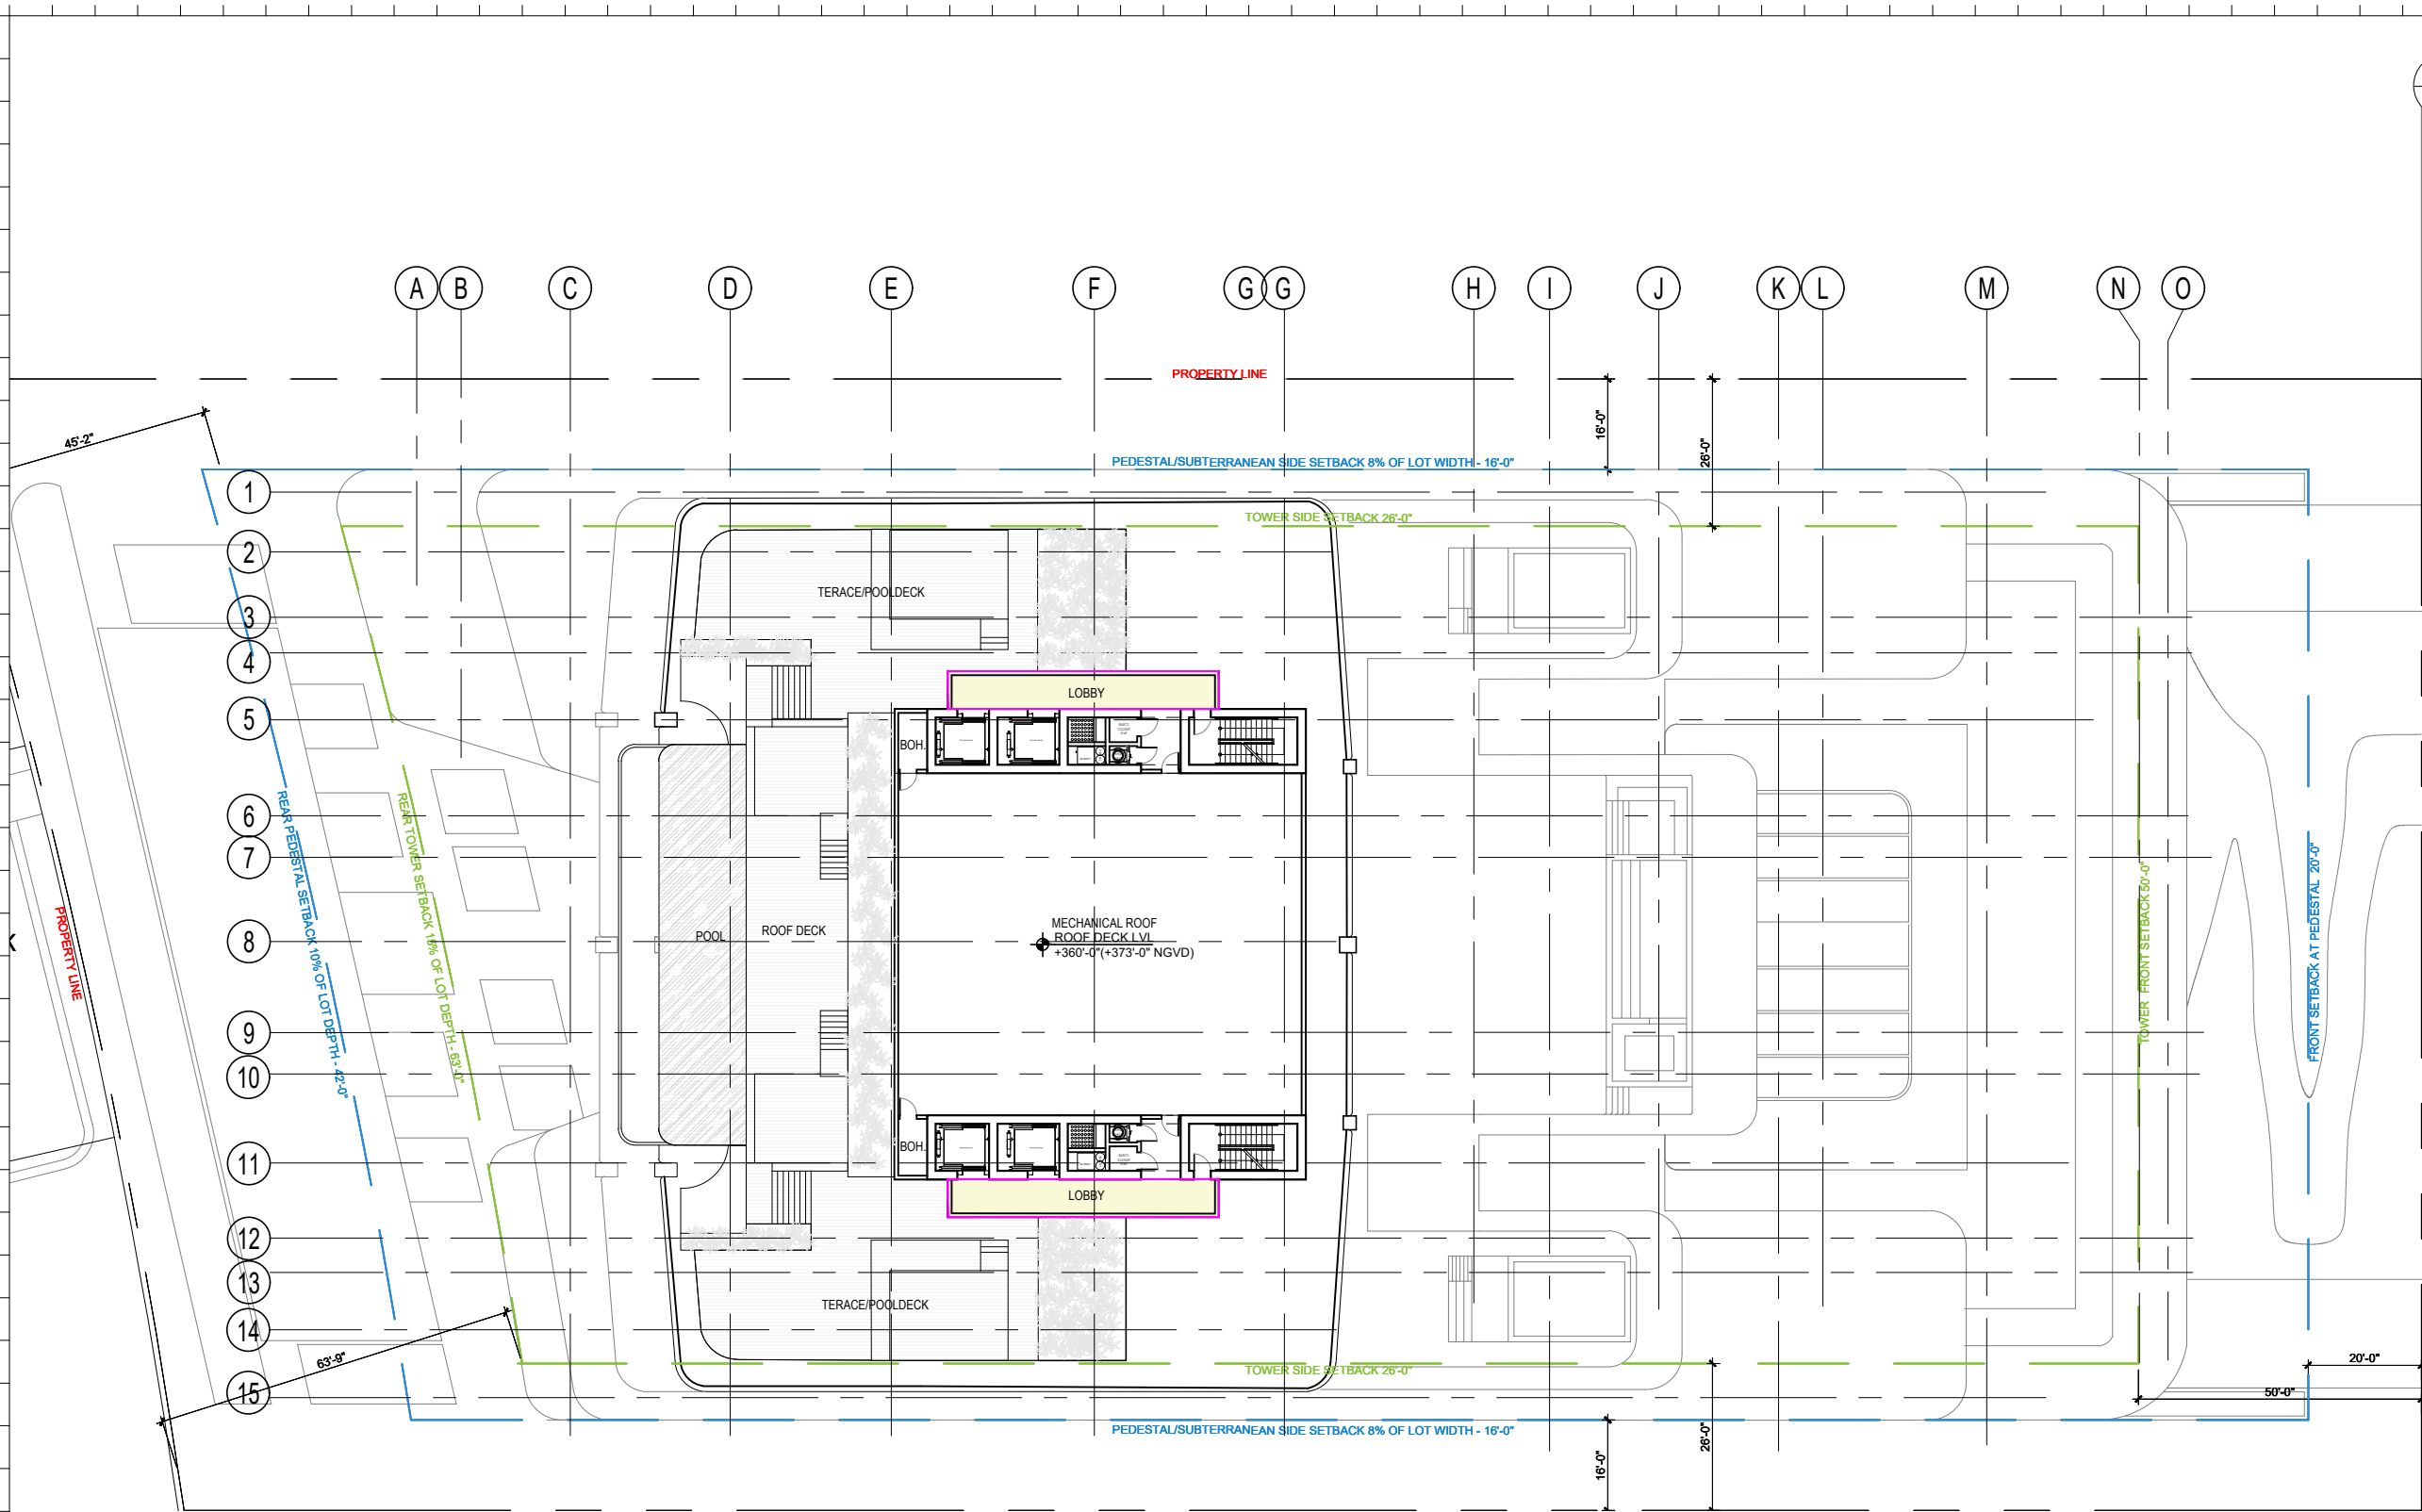 A B C D E F G G H I J K L M N O
PROPERTY LINE
45'-2"
16'-0"
26'-0"
PEDESTAL/SUBTERRANEAN SIDE SETBACK 8% OF LOT WIDTH - 16'-0"
1
TOWER SIDE SETBACK 26'-0"
2
TERACE/POOLDECK
3
4
LOBBY
5
BOH.
6
7
REAR PEDESTAL SETBACK 10% OF LOT DEPTH - 42'-0"
REAR TOWER SETBACK 15% OF LOT DEPTH - 63'-0"
PROPERTY LINE
8
POOL
ROOF DECK
MECHANICAL ROOF
ROOF DECK LVL
+360'-0"(+373'-0" NGVD)
TOWER FRONT SETBACK 50'-0"
FRONT SETBACK AT PEDESTAL 20'-0"
9
10
11
BOH.
LOBBY
12
13
TERACE/POOLDECK
14
63'-9"
TOWER SIDE SETBACK 26'-0"
20'-0"
15
50'-0"
PEDESTAL/SUBTERRANEAN SIDE SETBACK 8% OF LOT WIDTH - 16'-0"
16'-0"
26'-0"